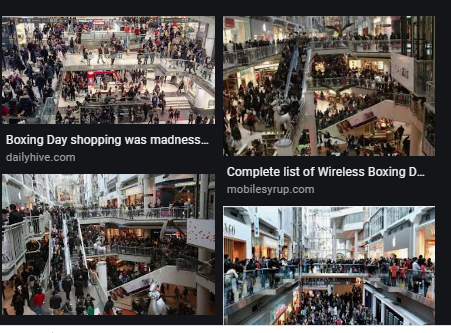 Boxing Day shopping was madness...
dailyhive.com
Complete list of Wireless Boxing D...
mobilesyrup.com